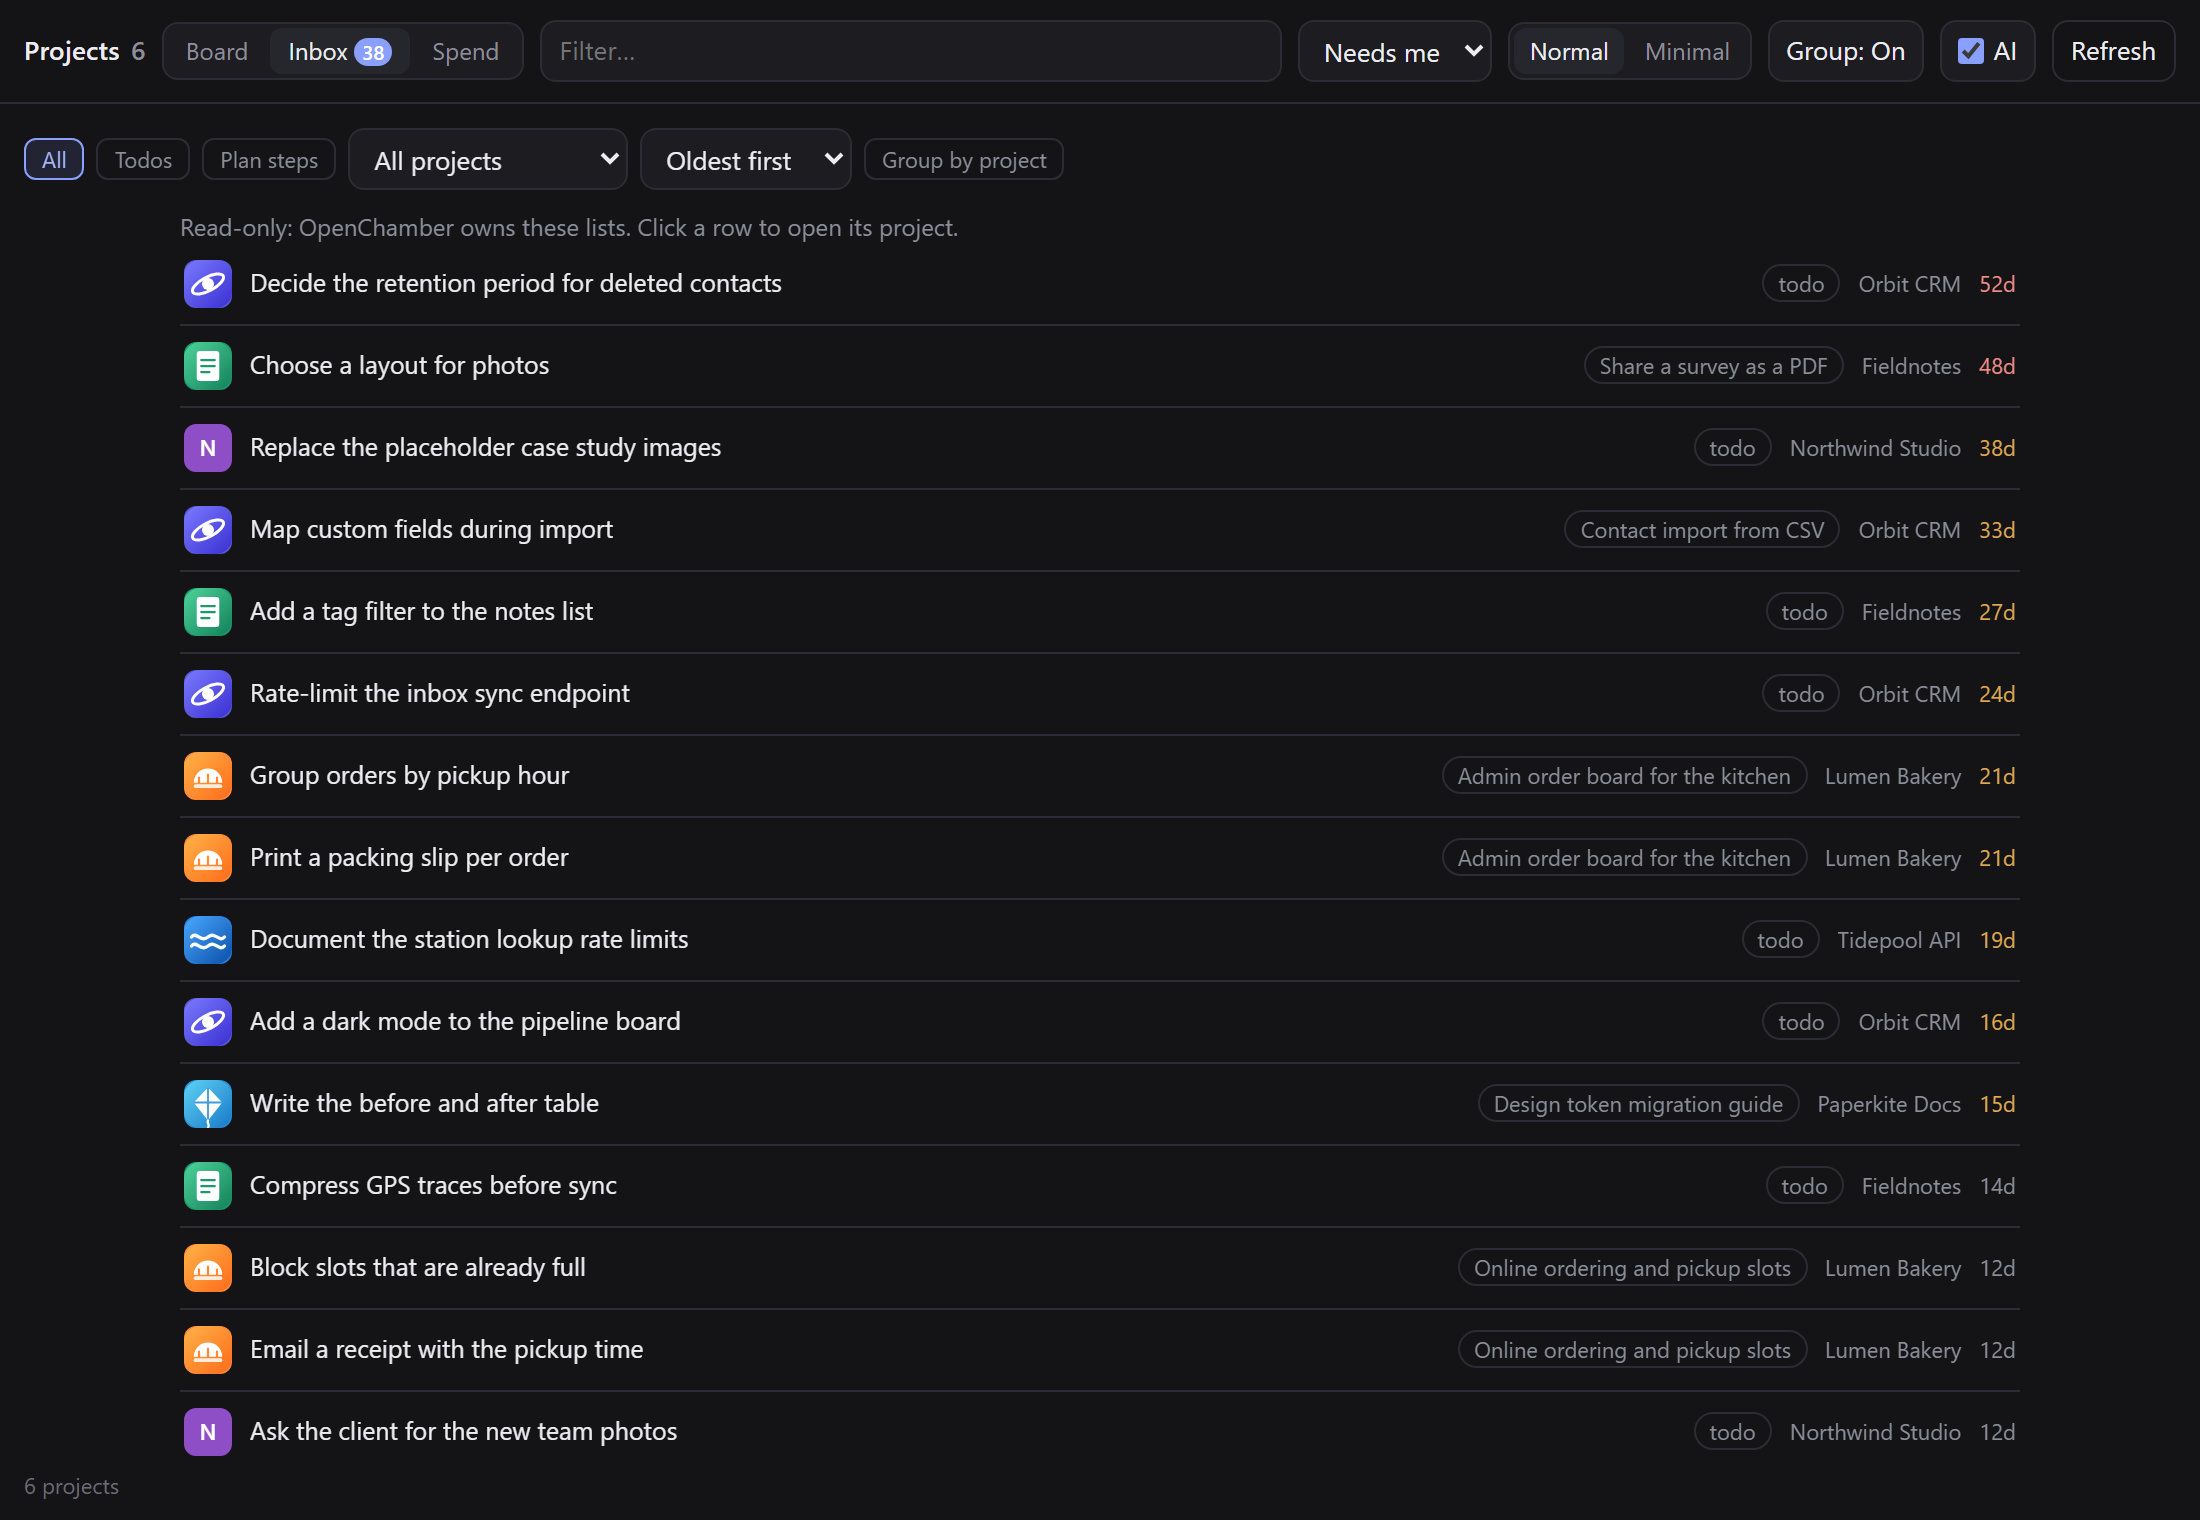 Projects 6 Board Inbox 38 Spend Filter... Needs me Normal Minimal Group: On AI Refresh
All Todos Plan steps All projects Oldest first Group by project
Read-only: OpenChamber owns these lists. Click a row to open its project.
Decide the retention period for deleted contacts todo Orbit CRM 52d
Choose a layout for photos Share a survey as a PDF Fieldnotes 48d
N Replace the placeholder case study images todo Northwind Studio 38d
Map custom fields during import Contact import from CSV Orbit CRM 33d
Add a tag filter to the notes list todo Fieldnotes 27d
Rate-limit the inbox sync endpoint todo Orbit CRM 24d
Group orders by pickup hour Admin order board for the kitchen Lumen Bakery 21d
Print a packing slip per order Admin order board for the kitchen Lumen Bakery 21d
Document the station lookup rate limits todo Tidepool API 19d
Add a dark mode to the pipeline board todo Orbit CRM 16d
Write the before and after table Design token migration guide Paperkite Docs 15d
Compress GPS traces before sync todo Fieldnotes 14d
Block slots that are already full Online ordering and pickup slots Lumen Bakery 12d
Email a receipt with the pickup time Online ordering and pickup slots Lumen Bakery 12d
N Ask the client for the new team photos todo Northwind Studio 12d
6 projects